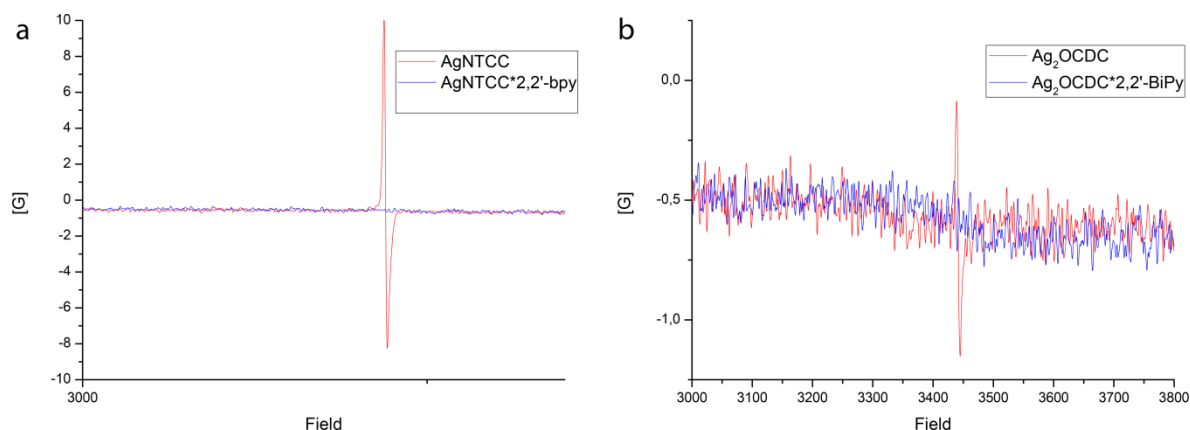 a
10
8
6
4
2
0
-2
-4
-6
-8
-10
[G]
3000
Field
AgNTCC
AgNTCC*2,2'-bpy
b
0,0
-0,5
-1,0
[G]
3000 3100 3200 3300 3400 3500 3600 3700 3800
Field
Ag₂OCDC
Ag₂OCDC*2,2'-BiPy